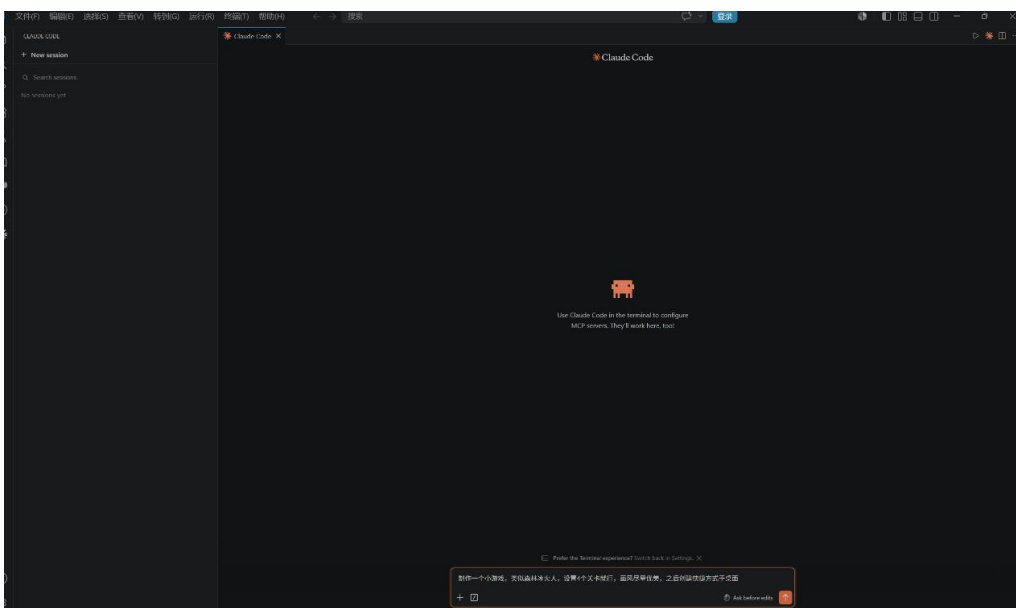 文件(F) 编辑(E) 选择(S) 查看(V) 转到(G) 运行(R) 终端(T) 帮助(H) 搜索 登录
CLAUDE CODE
Claude Code
+ New session
Claude Code
Search sessions
No sessions yet
Use Claude Code in the terminal to configure
MCP servers. They'll work here, too!
Prefer the Terminal experience? Switch back in Settings.
制作一个小游戏，类似森林冰火人，设置4个关卡就行，画风尽量优美，之后创建快捷方式于桌面
Ask before edits